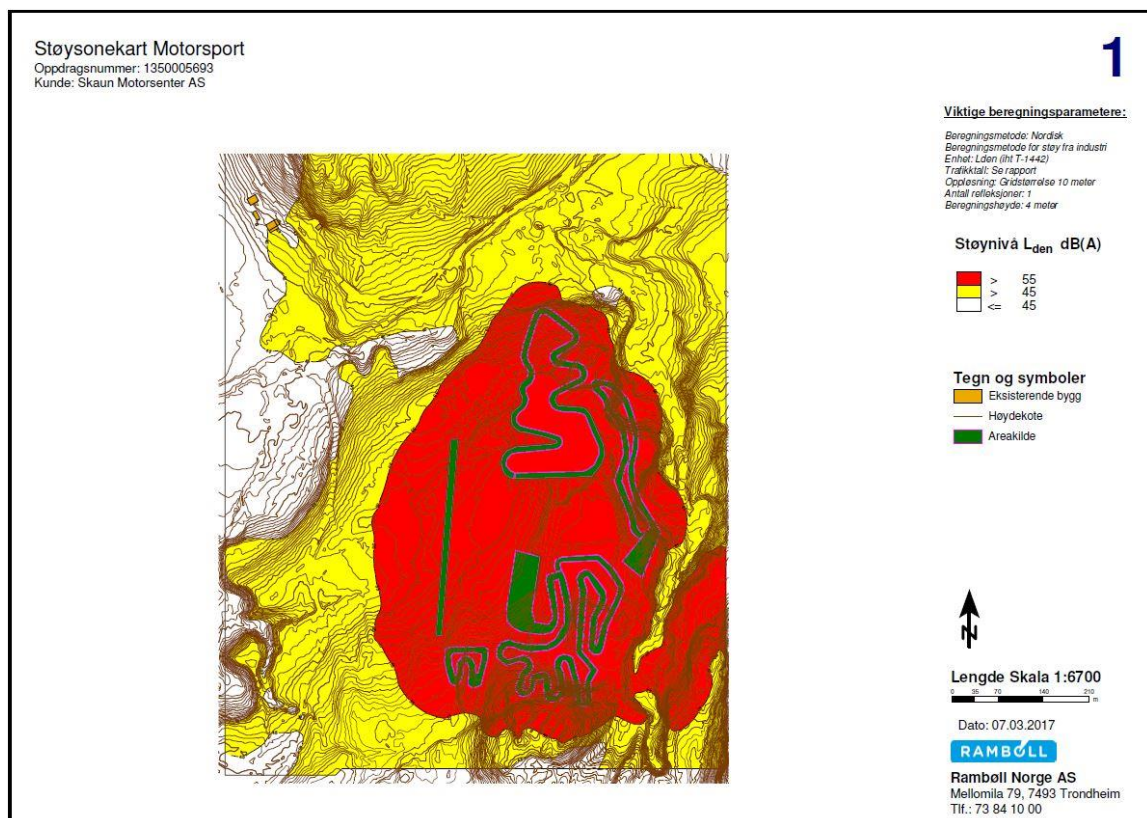 Støysonekart Motorsport
Oppdragsnummer: 1350005693
Kunde: Skaun Motorsenter AS
1
Viktige beregningsparametere:
Beregningsmetode: Nordisk
Beregningsmetode for støy fra industri
Enhet: Lden (iht T-1442)
Trafikktall: Se rapport
Oppløsning: Gridstørrelse 10 meter
Antall refleksjoner: 1
Beregningshøyde: 4 meter
Støynivå Lden dB(A)
> 55
> 45
<= 45
Tegn og symboler
Eksisterende bygg
Høydekote
Areakilde
N
Lengde Skala 1:6700
0 35 70 140 210
m
Dato: 07.03.2017
RAMBOLL
Rambøll Norge AS
Mellomila 79, 7493 Trondheim
Tlf.: 73 84 10 00